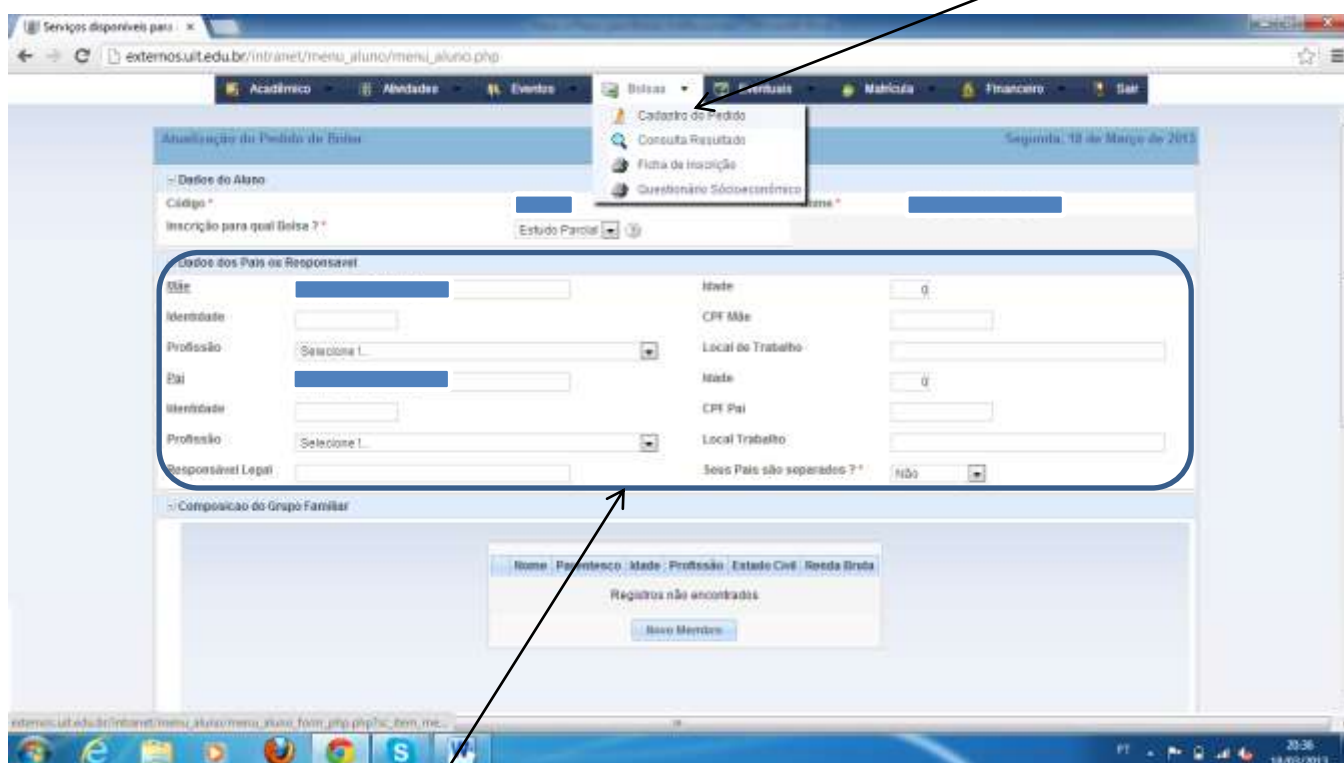 Serviços disponíveis para
externos.uit.edu.br/intranet/menu_aluno/menu_aluno.php
Acadêmico Atividades Eventos Bolsas Eventuais Matrícula Financeiro Sair
Cadastro do Pedido
Consulta Resultado
Ficha de Inscrição
Questionário Sócioeconômico
Atualização do Pedido de Bolsa Segunda, 18 de Março de 2013
Dados do Aluno
Código *
Inscrição para qual Bolsa ? * Estudo Parcial
Dados dos Pais ou Responsavel
Mãe Idade 0
Identidade CPF Mãe
Profissão Selecione !... Local de Trabalho
Pai Idade 0
Identidade CPF Pai
Profissão Selecione !... Local Trabalho
Responsável Legal Seus Pais são separados ? * Não
Composicao do Grupo Familiar
Nome Parentesco Idade Profissão Estado Civil Renda Bruta
Registros não encontrados
Novo Membro
PT 20:36
18/03/2013